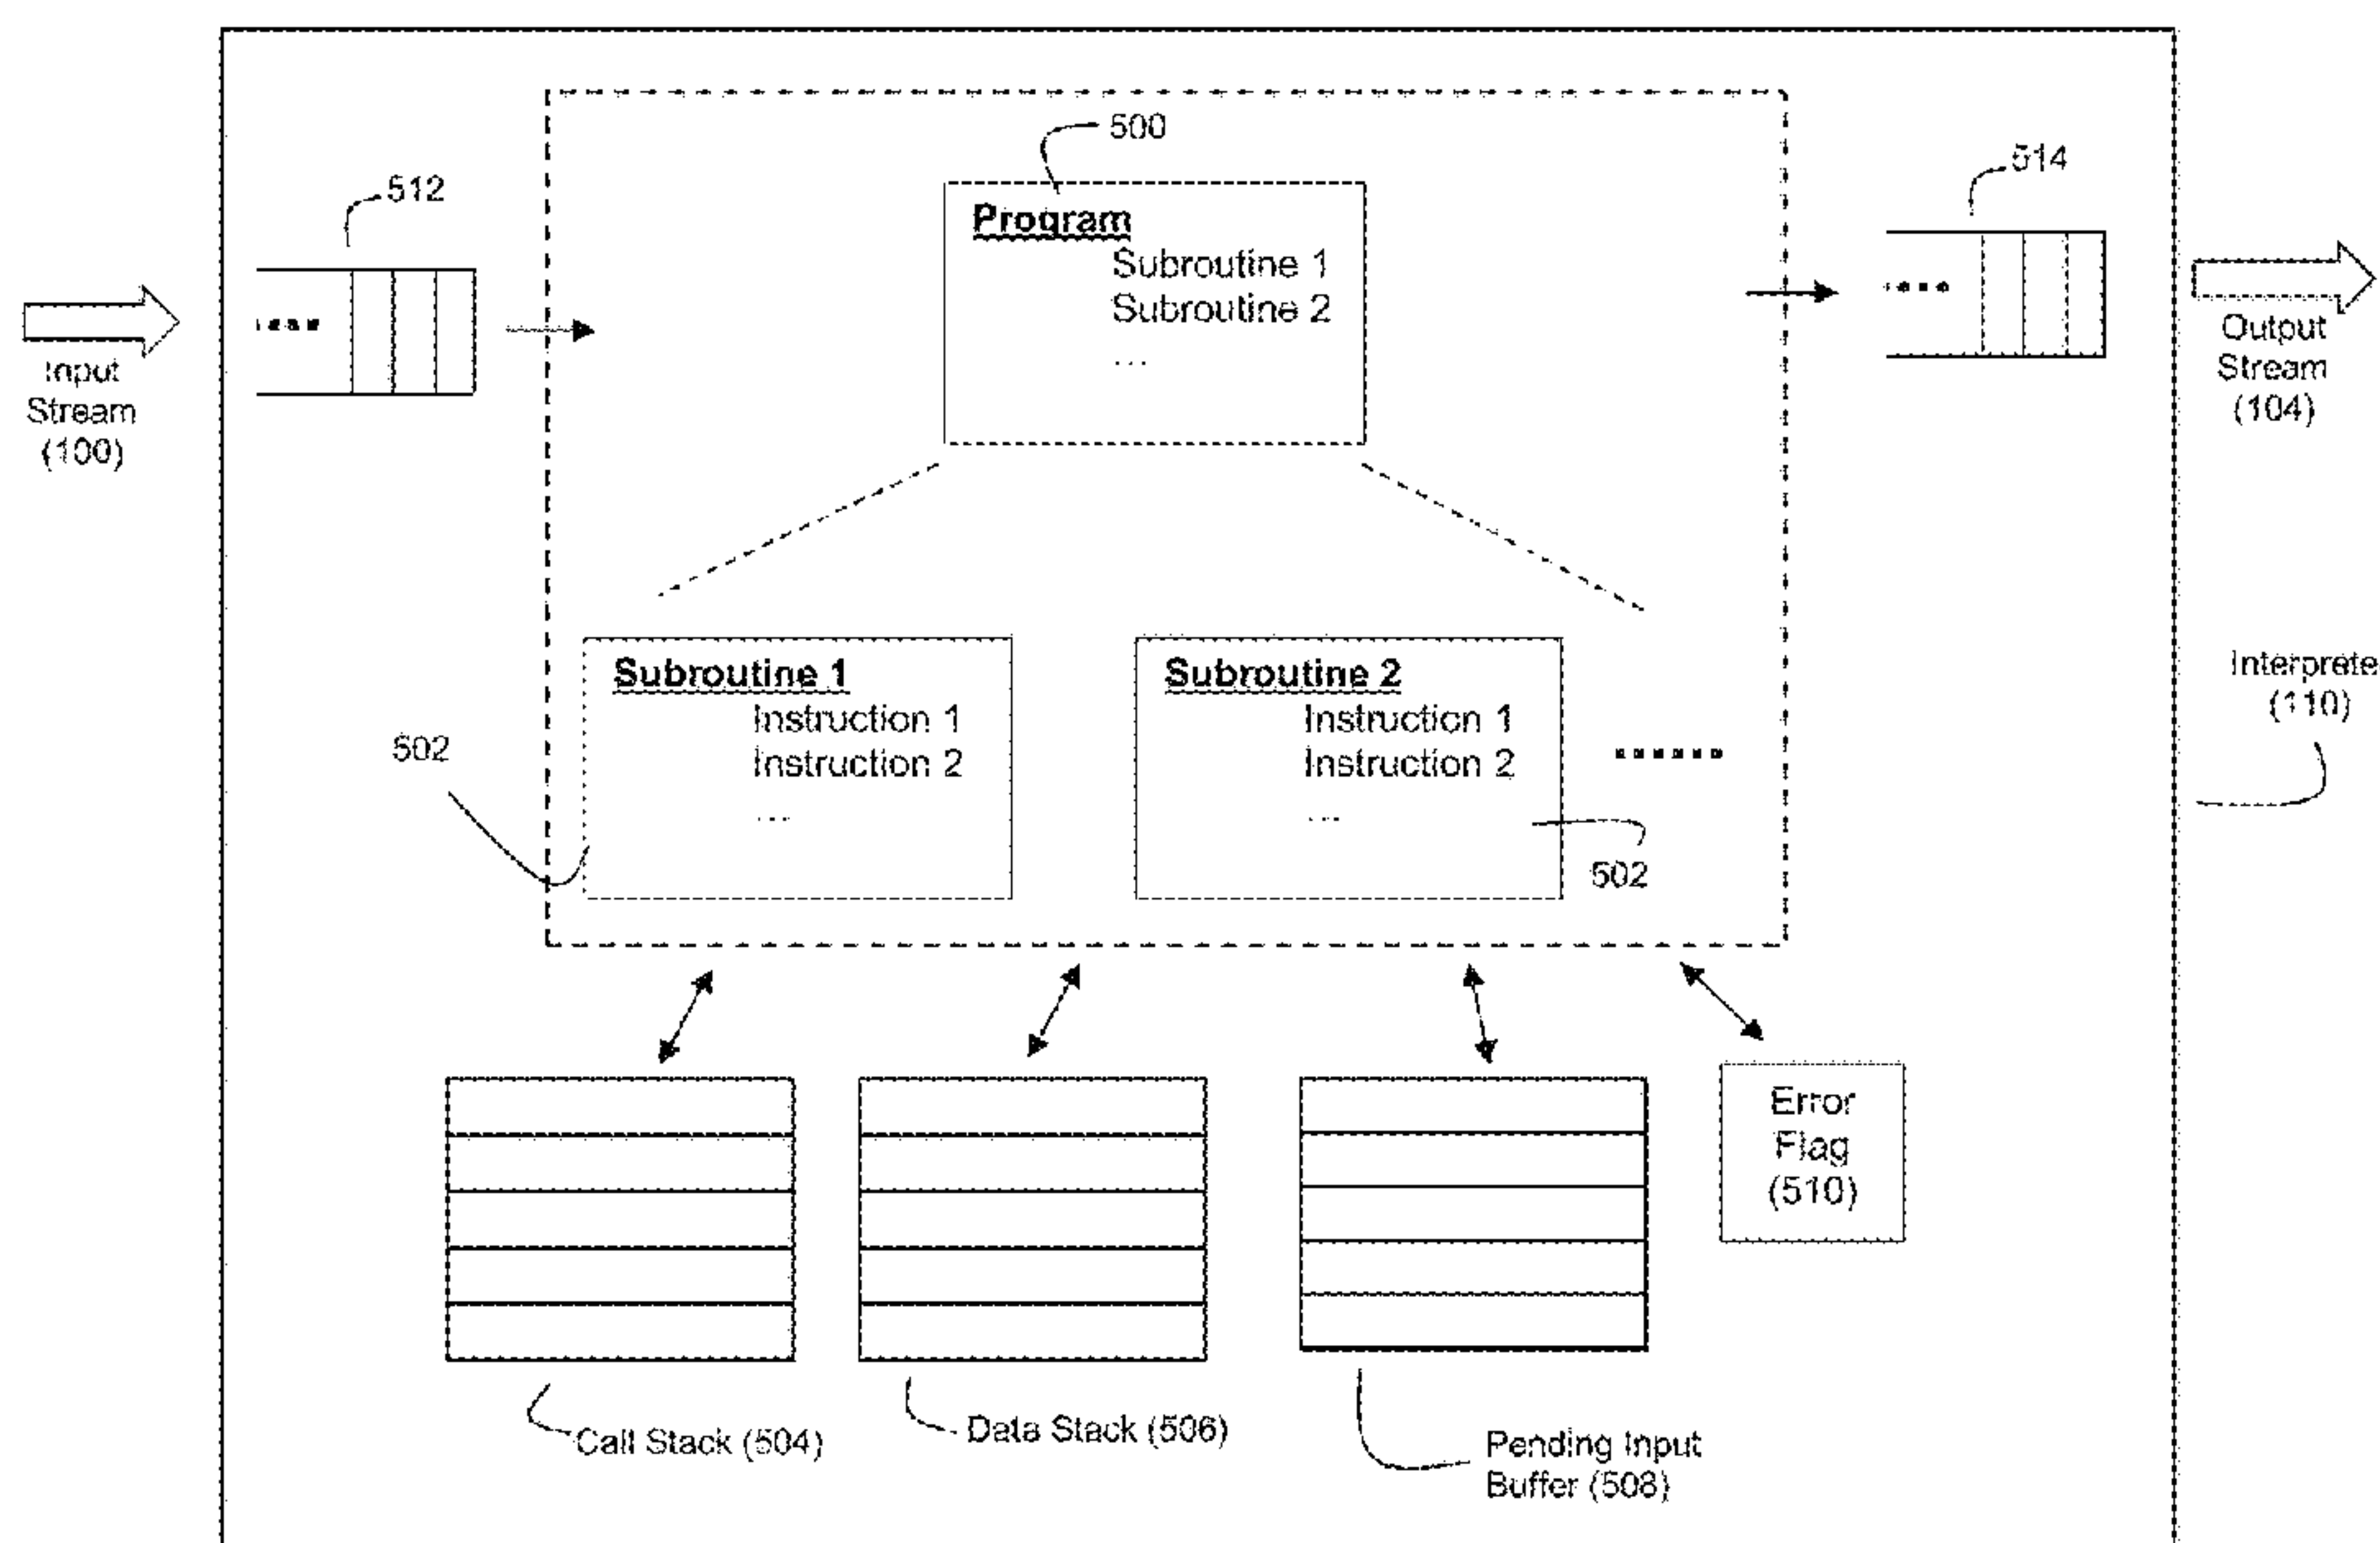 500
514
512
Program
Subroutine 1
Subroutine 2
...
....
....
Input
Stream
(100)
Output
Stream
(104)
Subroutine 1
Instruction 1
Instruction 2
...
Subroutine 2
Instruction 1
Instruction 2
...
......
Interprete
(110)
502
502
Error
Flag
(510)
Call Stack (504)
Data Stack (506)
Pending Input
Buffer (508)